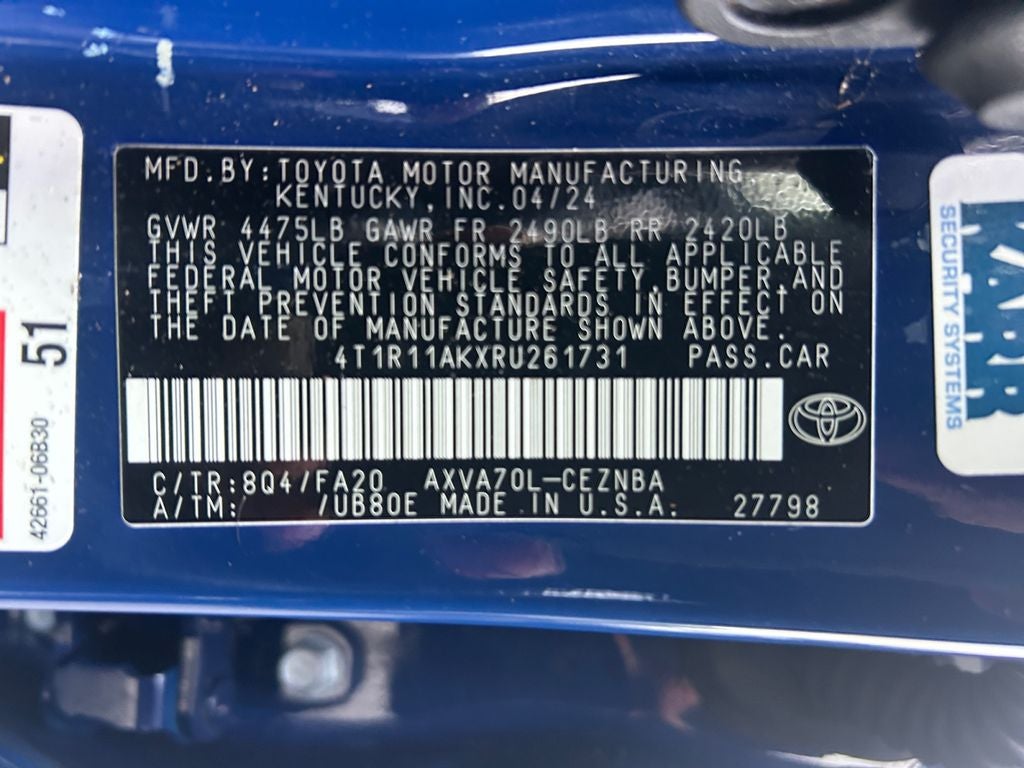 MFD.BY:TOYOTA MOTOR MANUFACTURING
KENTUCKY, INC.04/24
GVWR 4475LB GAWR FR 2490LB RR 2420LB
THIS VEHICLE CONFORMS TO ALL APPLICABLE
FEDERAL MOTOR VEHICLE SAFETY,BUMPER,AND
THEFT PREVENTION STANDARDS IN EFFECT ON
THE DATE OF MANUFACTURE SHOWN ABOVE.
4T1R11AKXRU261731 PASS.CAR
C/TR:8Q4/FA20 AXVA70L-CEZNBA
A/TM: /UB80E MADE IN U.S.A. 27798
51
42661-06B30
SECURITY SYSTEMS